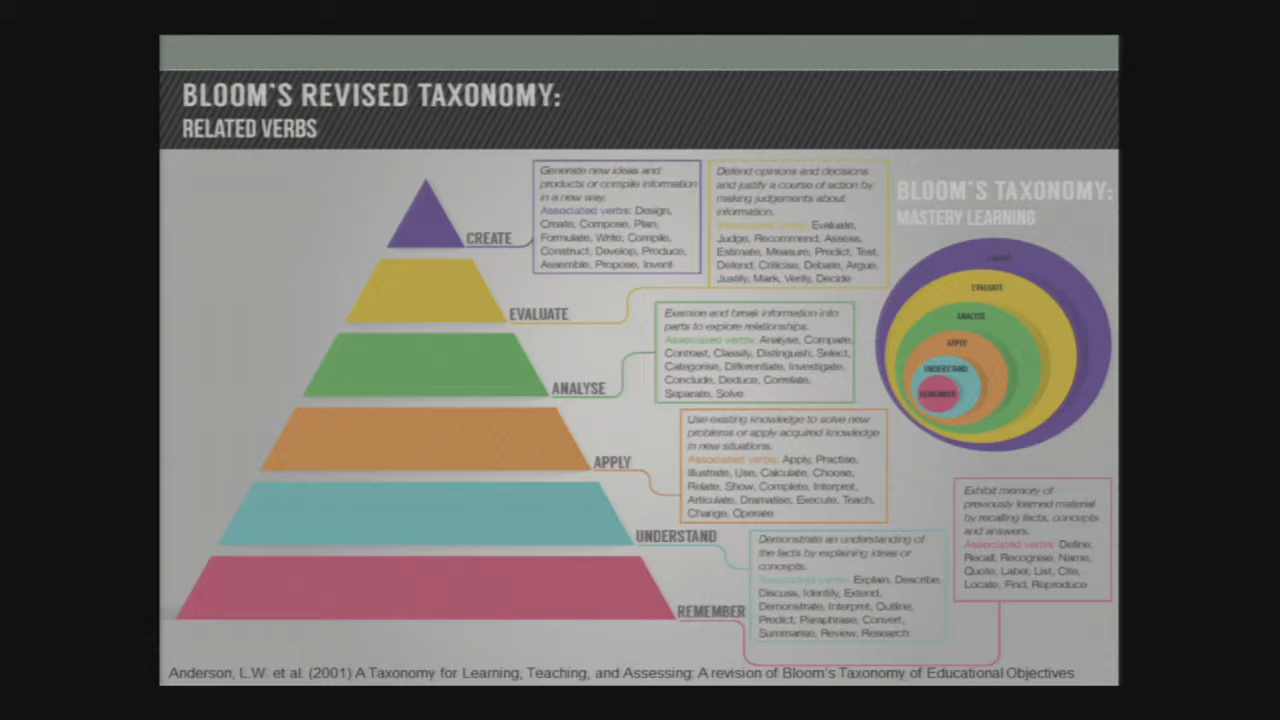 BLOOM'S REVISED TAXONOMY:
RELATED VERBS
Generate new ideas and
products or compile information
in a new way.
Associated verbs: Design,
Create, Compose, Plan,
Formulate, Write, Compile,
Construct, Develop, Produce,
Assemble, Propose, Invent
CREATE
Defend opinions and decisions
and justify a course of action by
making judgements about
information.
Associated verbs: Evaluate,
Judge, Recommend, Assess,
Estimate, Measure, Predict, Test,
Defend, Criticise, Debate, Argue,
Justify, Mark, Verify, Decide
EVALUATE
BLOOM'S TAXONOMY:
MASTERY LEARNING
CREATE
EVALUATE
ANALYSE
APPLY
UNDERSTAND
REMEMBER
Examine and break information into
parts to explore relationships.
Associated verbs: Analyse, Compare,
Contrast, Classify, Distinguish, Select,
Categorise, Differentiate, Investigate,
Conclude, Deduce, Correlate,
Separate, Solve
ANALYSE
Use existing knowledge to solve new
problems or apply acquired knowledge
in new situations.
Associated verbs: Apply, Practise,
Illustrate, Use, Calculate, Choose,
Relate, Show, Complete, Interpret,
Articulate, Dramatise, Execute, Teach,
Change, Operate
APPLY
Demonstrate an understanding of
the facts by explaining ideas or
concepts.
Associated verbs: Explain, Describe,
Discuss, Identify, Extend,
Demonstrate, Interpret, Outline,
Predict, Paraphrase, Convert,
Summarise, Review, Research
UNDERSTAND
Exhibit memory of
previously learned material
by recalling facts, concepts
and answers.
Associated verbs: Define,
Recall, Recognise, Name,
Quote, Label, List, Cite,
Locate, Find, Reproduce
REMEMBER
Anderson, L.W. et al. (2001) A Taxonomy for Learning, Teaching, and Assessing: A revision of Bloom's Taxonomy of Educational Objectives